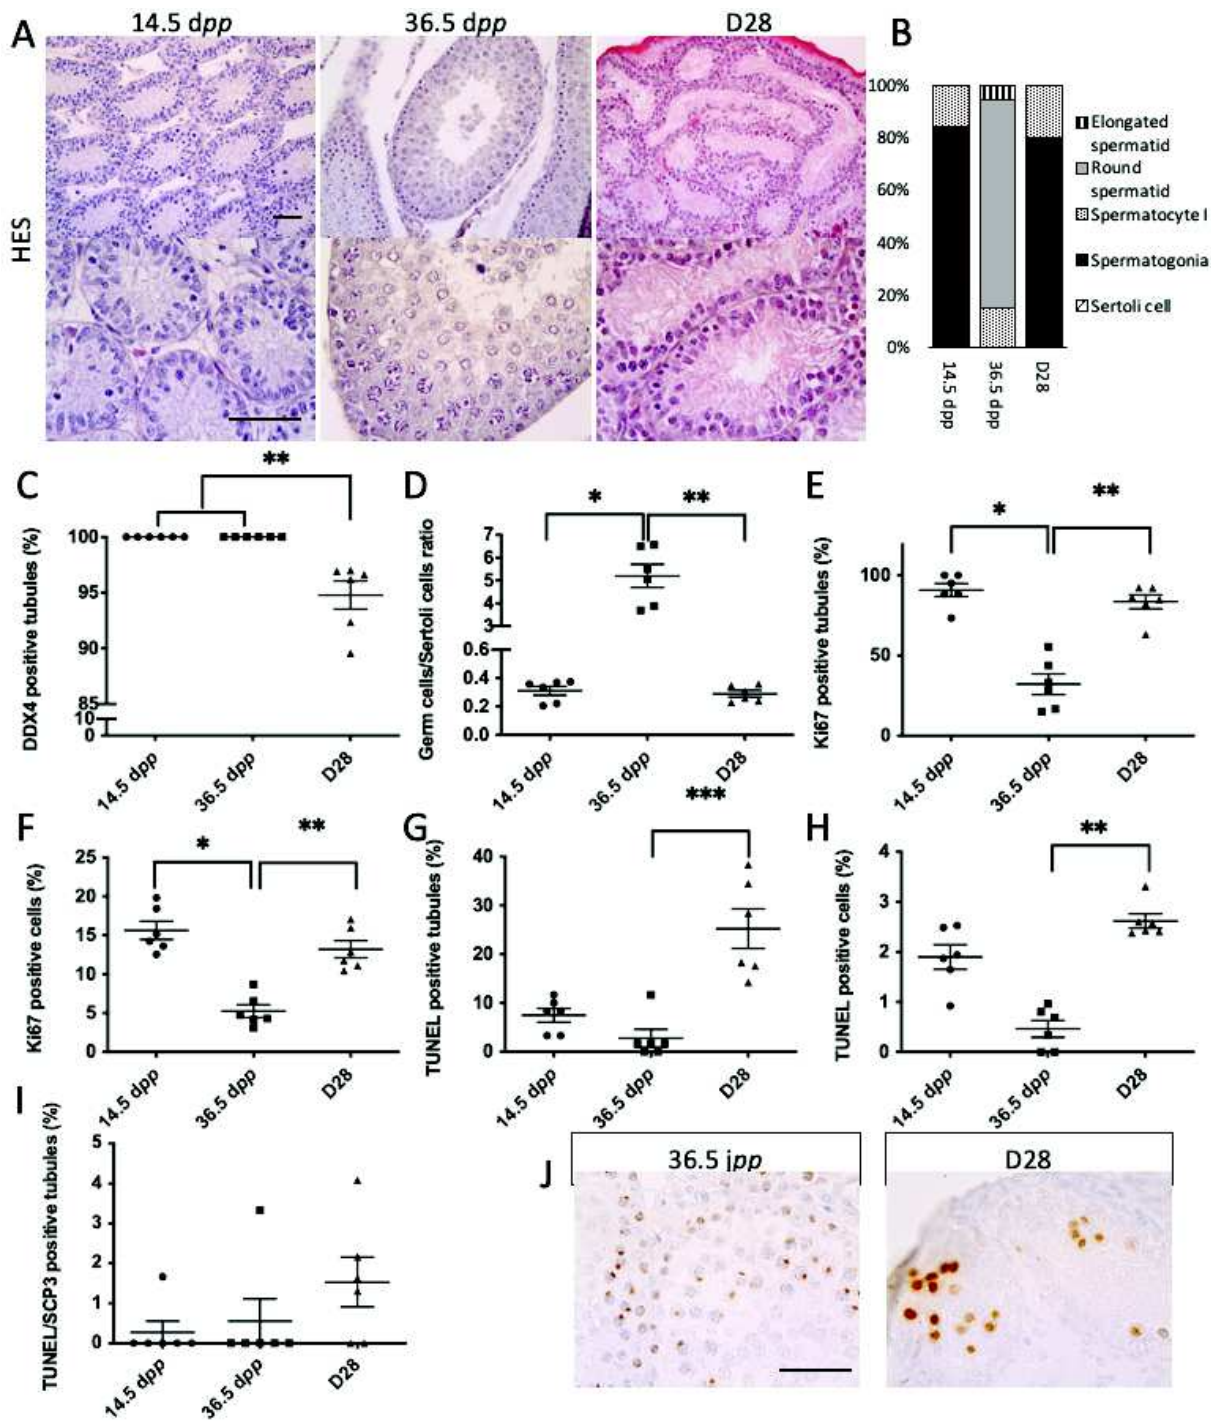 A
14.5 dpp
36.5 dpp
D28
HES
B
100%
80%
60%
40%
20%
0%
14.5 dpp
36.5 dpp
D28
Elongated
spermatid
Round
spermatid
Spermatocyte I
Spermatogonia
Sertoli cell
C
**
DDX4 positive tubules (%)
100
95
90
85
10
0
14.5 dpp
36.5 dpp
D28
D
*
**
Germ cells/Sertoli cells ratio
7
6
5
4
3
0.6
0.4
0.2
0.0
14.5 dpp
36.5 dpp
D28
E
*
**
Ki67 positive tubules (%)
100
50
0
14.5 dpp
36.5 dpp
D28
F
*
**
Ki67 positive cells (%)
25
20
15
10
5
0
14.5 dpp
36.5 dpp
D28
G
***
TUNEL positive tubules (%)
40
30
20
10
0
14.5 dpp
36.5 dpp
D28
H
**
TUNEL positive cells (%)
4
3
2
1
0
14.5 dpp
36.5 dpp
D28
I
TUNEL/SCP3 positive tubules (%)
5
4
3
2
1
0
14.5 dpp
36.5 dpp
D28
J
36.5 jpp
D28